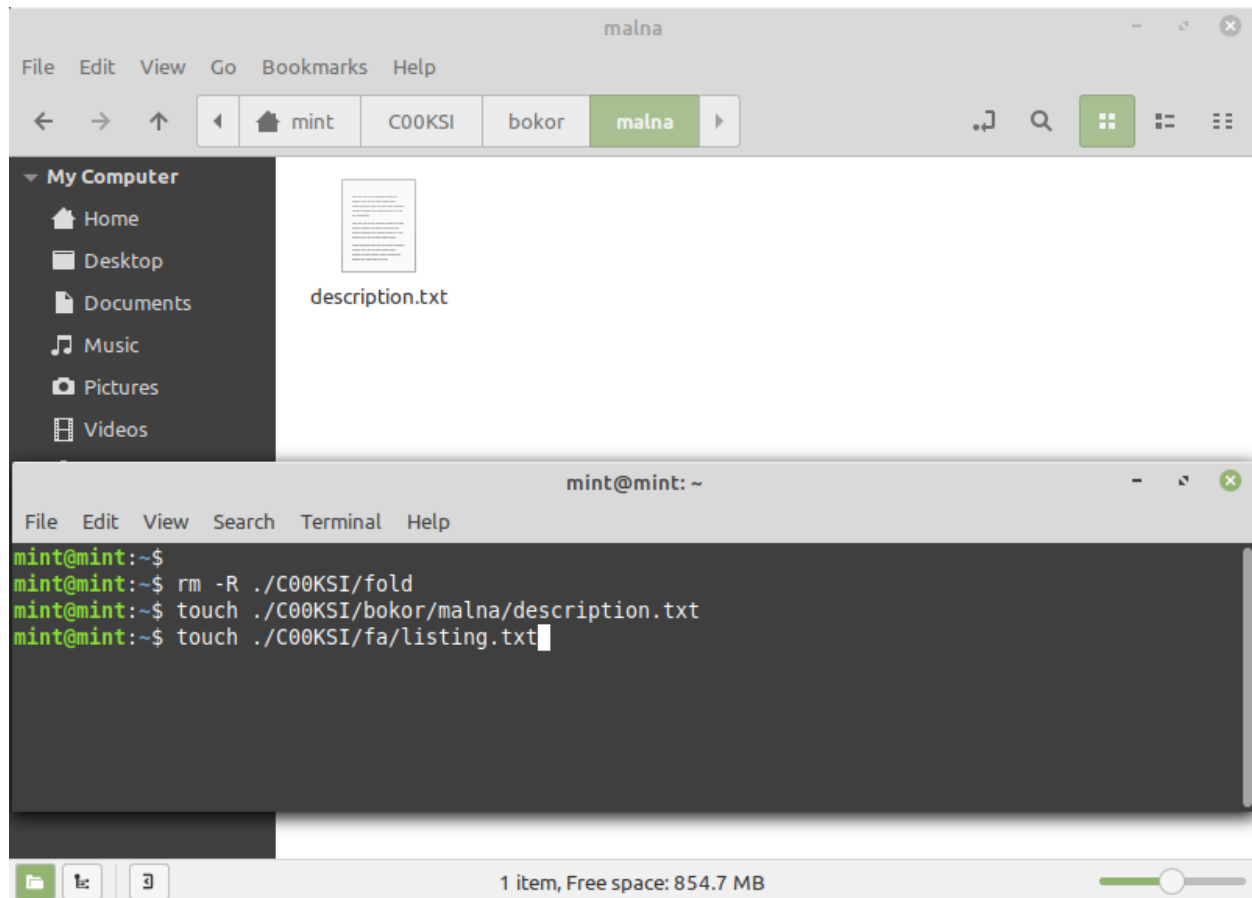 malna
File Edit View Go Bookmarks Help
mint C00KSI bokor malna
My Computer
Home
Desktop
description.txt
Documents
Music
Pictures
Videos
mint@mint: ~
File Edit View Search Terminal Help
mint@mint:~$
mint@mint:~$ rm -R ./C00KSI/fold
mint@mint:~$ touch ./C00KSI/bokor/malna/description.txt
mint@mint:~$ touch ./C00KSI/fa/listing.txt
1 item, Free space: 854.7 MB